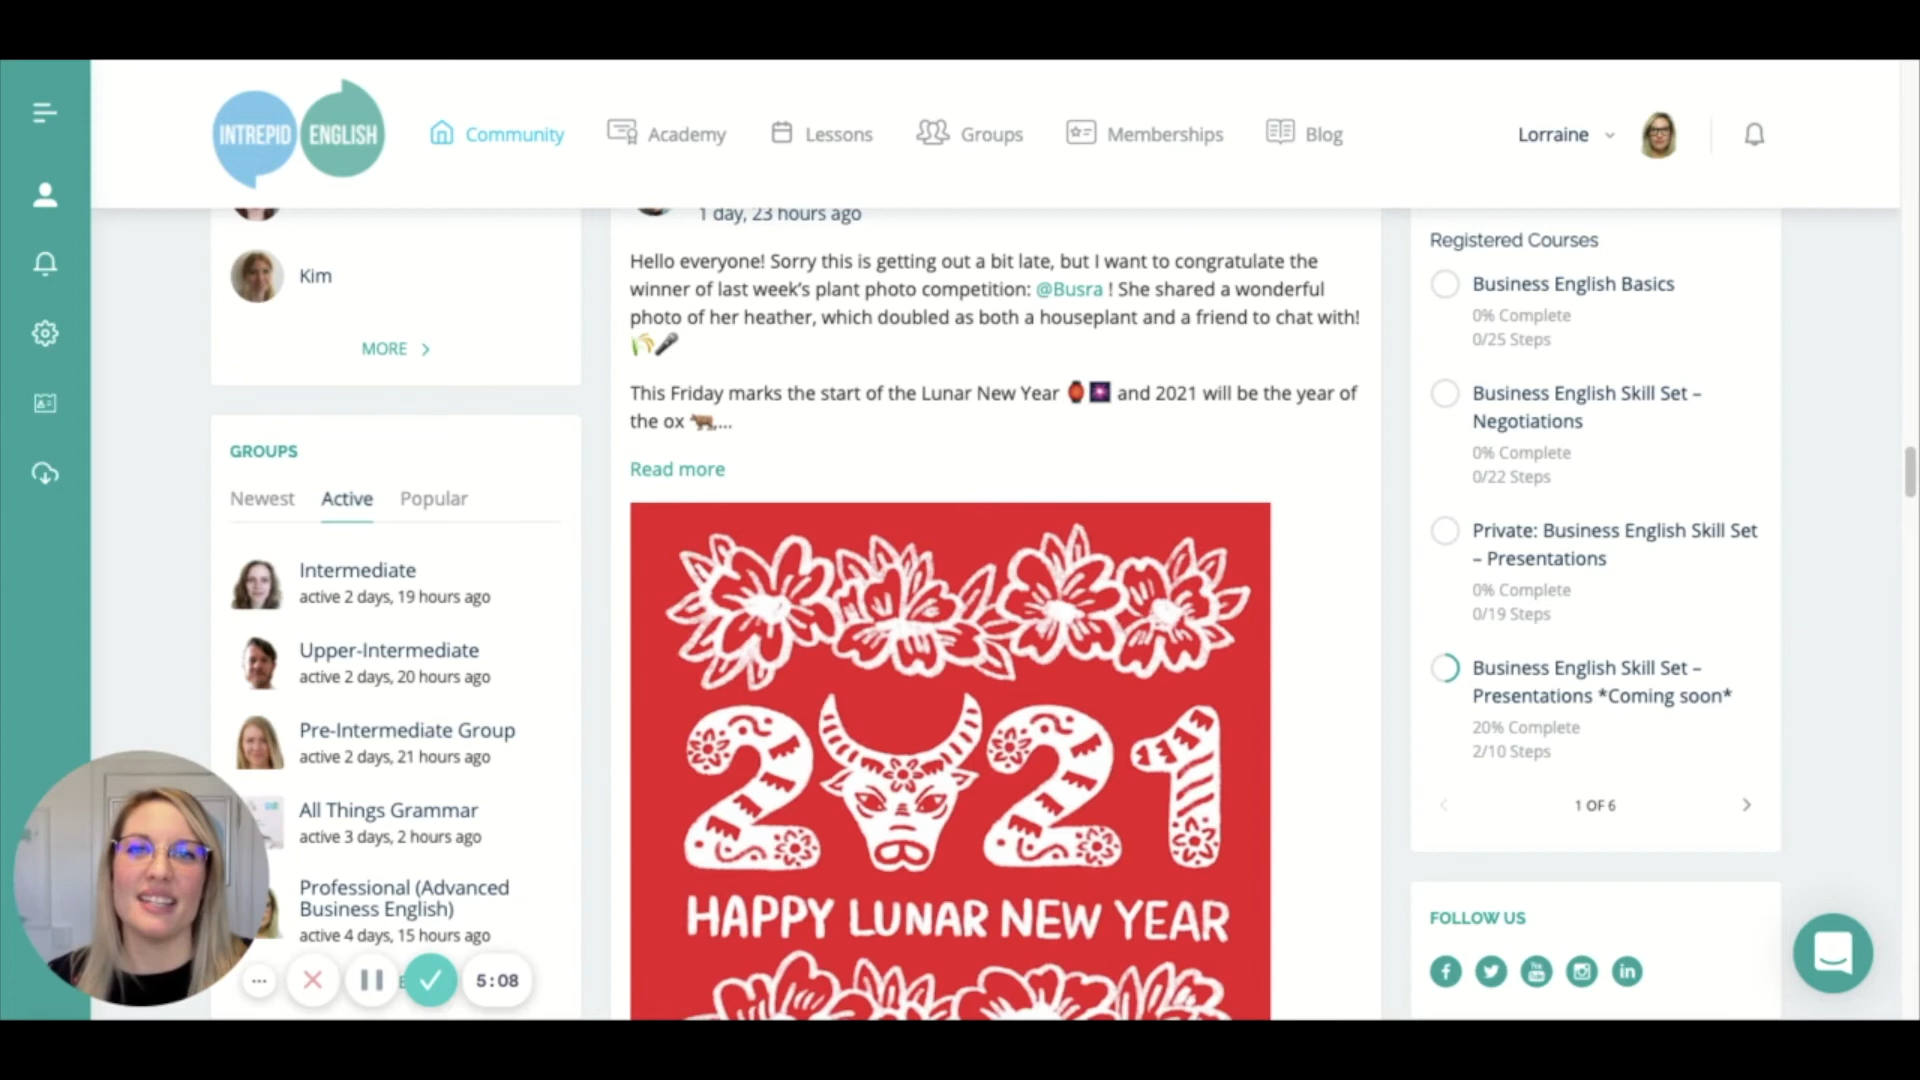 INTREPID ENGLISH
Community
Academy
Lessons
Groups
Memberships
Blog
Lorraine
Kim
MORE
GROUPS
Newest Active Popular
Intermediate
active 2 days, 19 hours ago
Upper-Intermediate
active 2 days, 20 hours ago
Pre-Intermediate Group
active 2 days, 21 hours ago
All Things Grammar
active 3 days, 2 hours ago
Professional (Advanced
Business English)
active 4 days, 15 hours ago
5:08
1 day, 23 hours ago
Hello everyone! Sorry this is getting out a bit late, but I want to congratulate the
winner of last week's plant photo competition: @Busra ! She shared a wonderful
photo of her heather, which doubled as both a houseplant and a friend to chat with!
🌾🎤
This Friday marks the start of the Lunar New Year 🏮🎆 and 2021 will be the year of
the ox 🐂,...
Read more
2021
HAPPY LUNAR NEW YEAR
Registered Courses
Business English Basics
0% Complete
0/25 Steps
Business English Skill Set –
Negotiations
0% Complete
0/22 Steps
Private: Business English Skill Set
– Presentations
0% Complete
0/19 Steps
Business English Skill Set –
Presentations *Coming soon*
20% Complete
2/10 Steps
1 OF 6
FOLLOW US
You
Tube
in